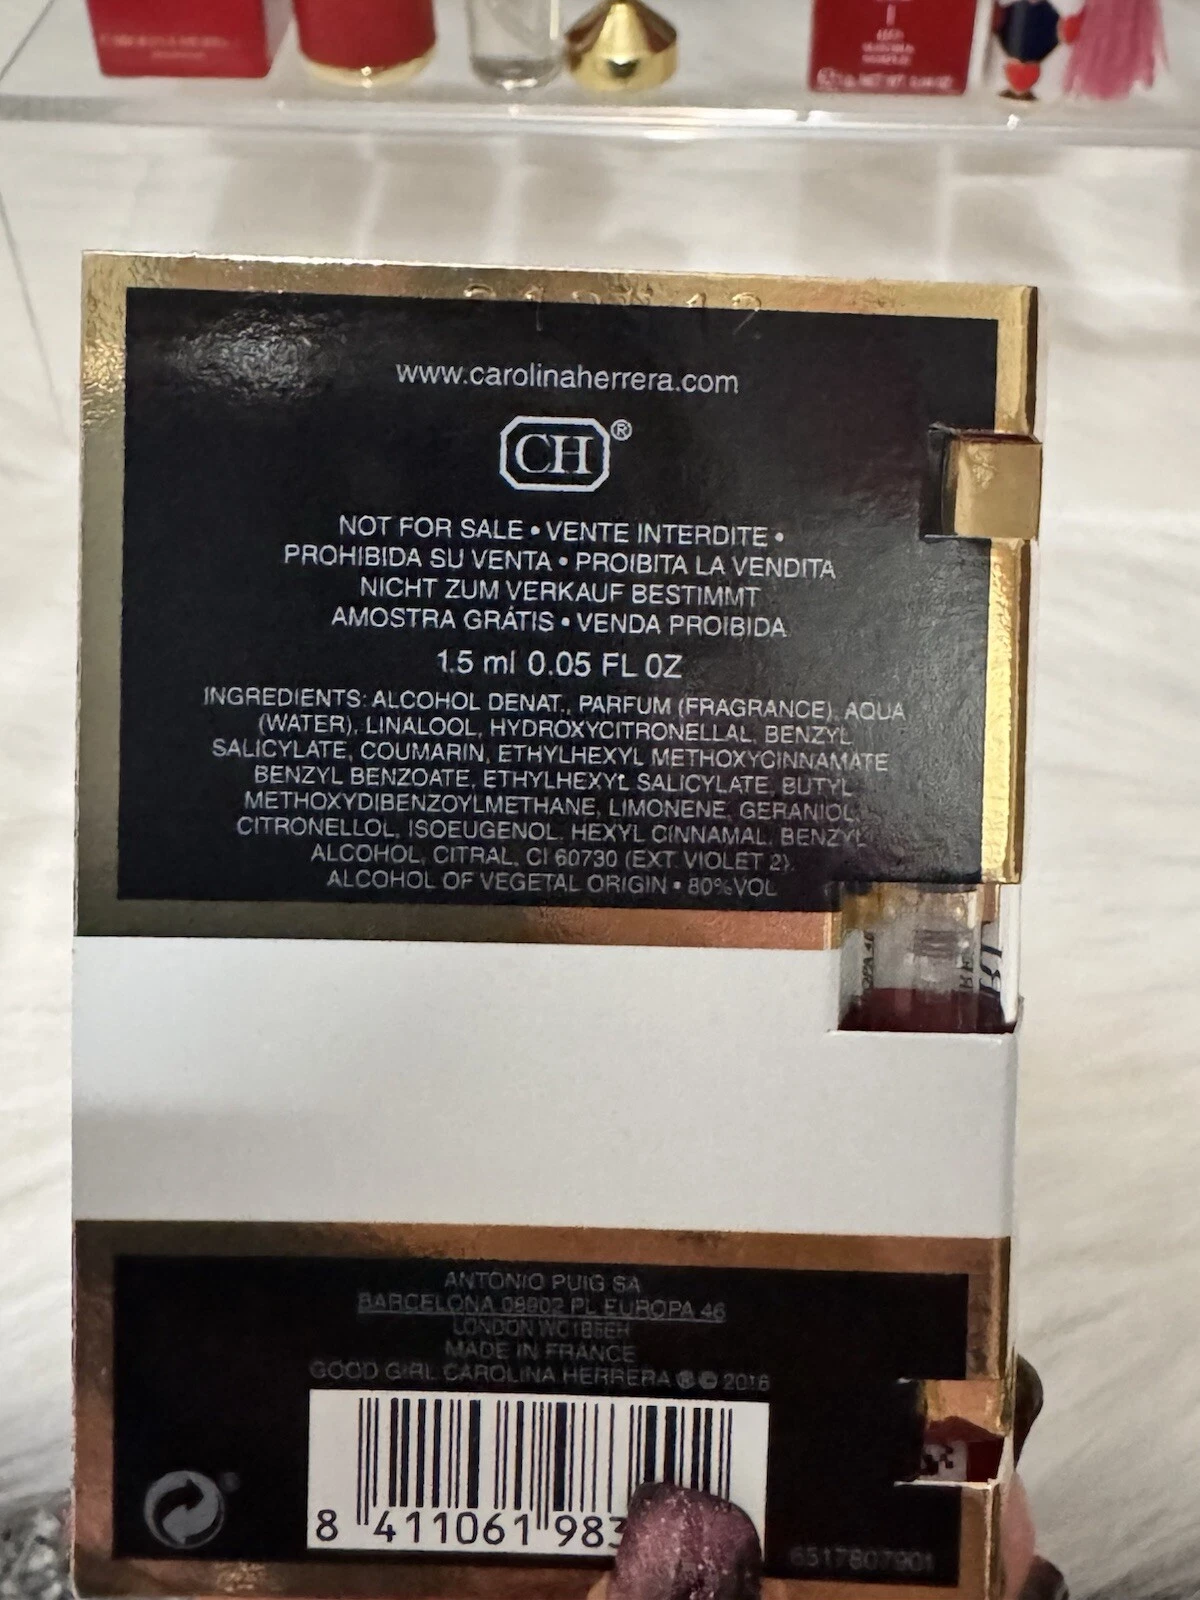 www.carolinaherrera.com
CH®
NOT FOR SALE • VENTE INTERDITE •
PROHIBIDA SU VENTA • PROIBITA LA VENDITA
NICHT ZUM VERKAUF BESTIMMT
AMOSTRA GRÁTIS • VENDA PROIBIDA
1.5 ml 0.05 FL OZ
INGREDIENTS: ALCOHOL DENAT., PARFUM (FRAGRANCE), AQUA
(WATER), LINALOOL, HYDROXYCITRONELLAL, BENZYL
SALICYLATE, COUMARIN, ETHYLHEXYL METHOXYCINNAMATE
BENZYL BENZOATE, ETHYLHEXYL SALICYLATE, BUTYL
METHOXYDIBENZOYLMETHANE, LIMONENE, GERANIOL,
CITRONELLOL, ISOEUGENOL, HEXYL CINNAMAL, BENZYL
ALCOHOL, CITRAL, CI 60730 (EXT. VIOLET 2).
ALCOHOL OF VEGETAL ORIGIN • 80%VOL
ANTONIO PUIG SA
BARCELONA 08902 PL EUROPA 46
LONDON WC1B5EH
MADE IN FRANCE
GOOD GIRL CAROLINA HERRERA ®© 2016
8 411061 983
6517807901